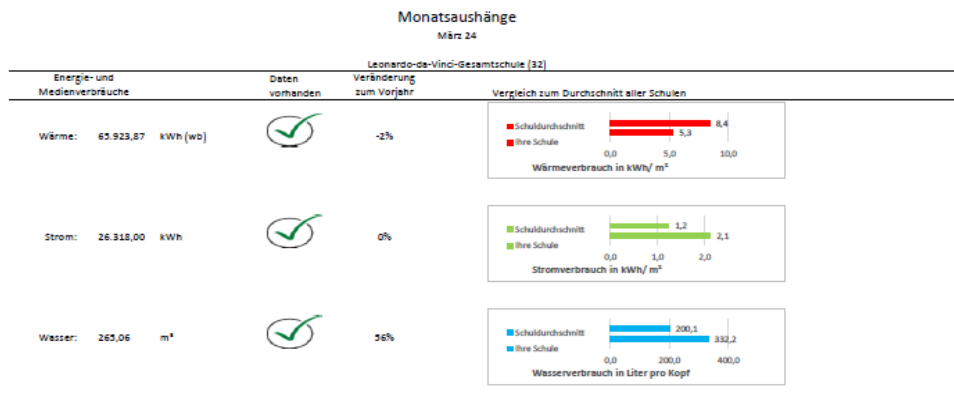 Monatsaushänge
März 24
Leonardo-da-Vinci-Gesamtschule (32)
Energie- und Medienverbräuche
Daten vorhanden
Veränderung zum Vorjahr
Vergleich zum Durchschnitt aller Schulen
Wärme: 65.923,87 kWh (wb) -2%
Schuldurchschnitt 8,4
Ihre Schule 5,3
0,0 5,0 10,0
Wärmeverbrauch in kWh/ m²
Strom: 26.318,00 kWh 0%
Schuldurchschnitt 1,2
Ihre Schule 2,1
0,0 1,0 2,0
Stromverbrauch in kWh/ m²
Wasser: 265,06 m³ 56%
Schuldurchschnitt 200,1
Ihre Schule 332,2
0,0 200,0 400,0
Wasserverbrauch in Liter pro Kopf